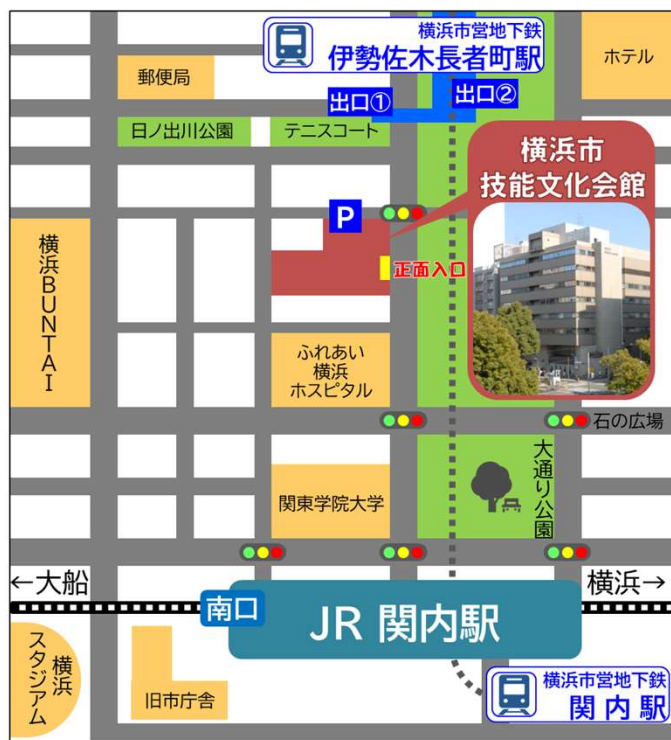 横浜市営地下鉄
伊勢佐木長者町駅
ホテル
郵便局
出口①
出口②
日ノ出川公園
テニスコート
横浜市
技能文化会館
P
横浜BUNTAI
正面入口
ふれあい
横浜
ホスピタル
石の広場
大通り公園
関東学院大学
←大船
横浜→
南口
JR 関内駅
横浜
スタジアム
旧市庁舎
横浜市営地下鉄
関内駅